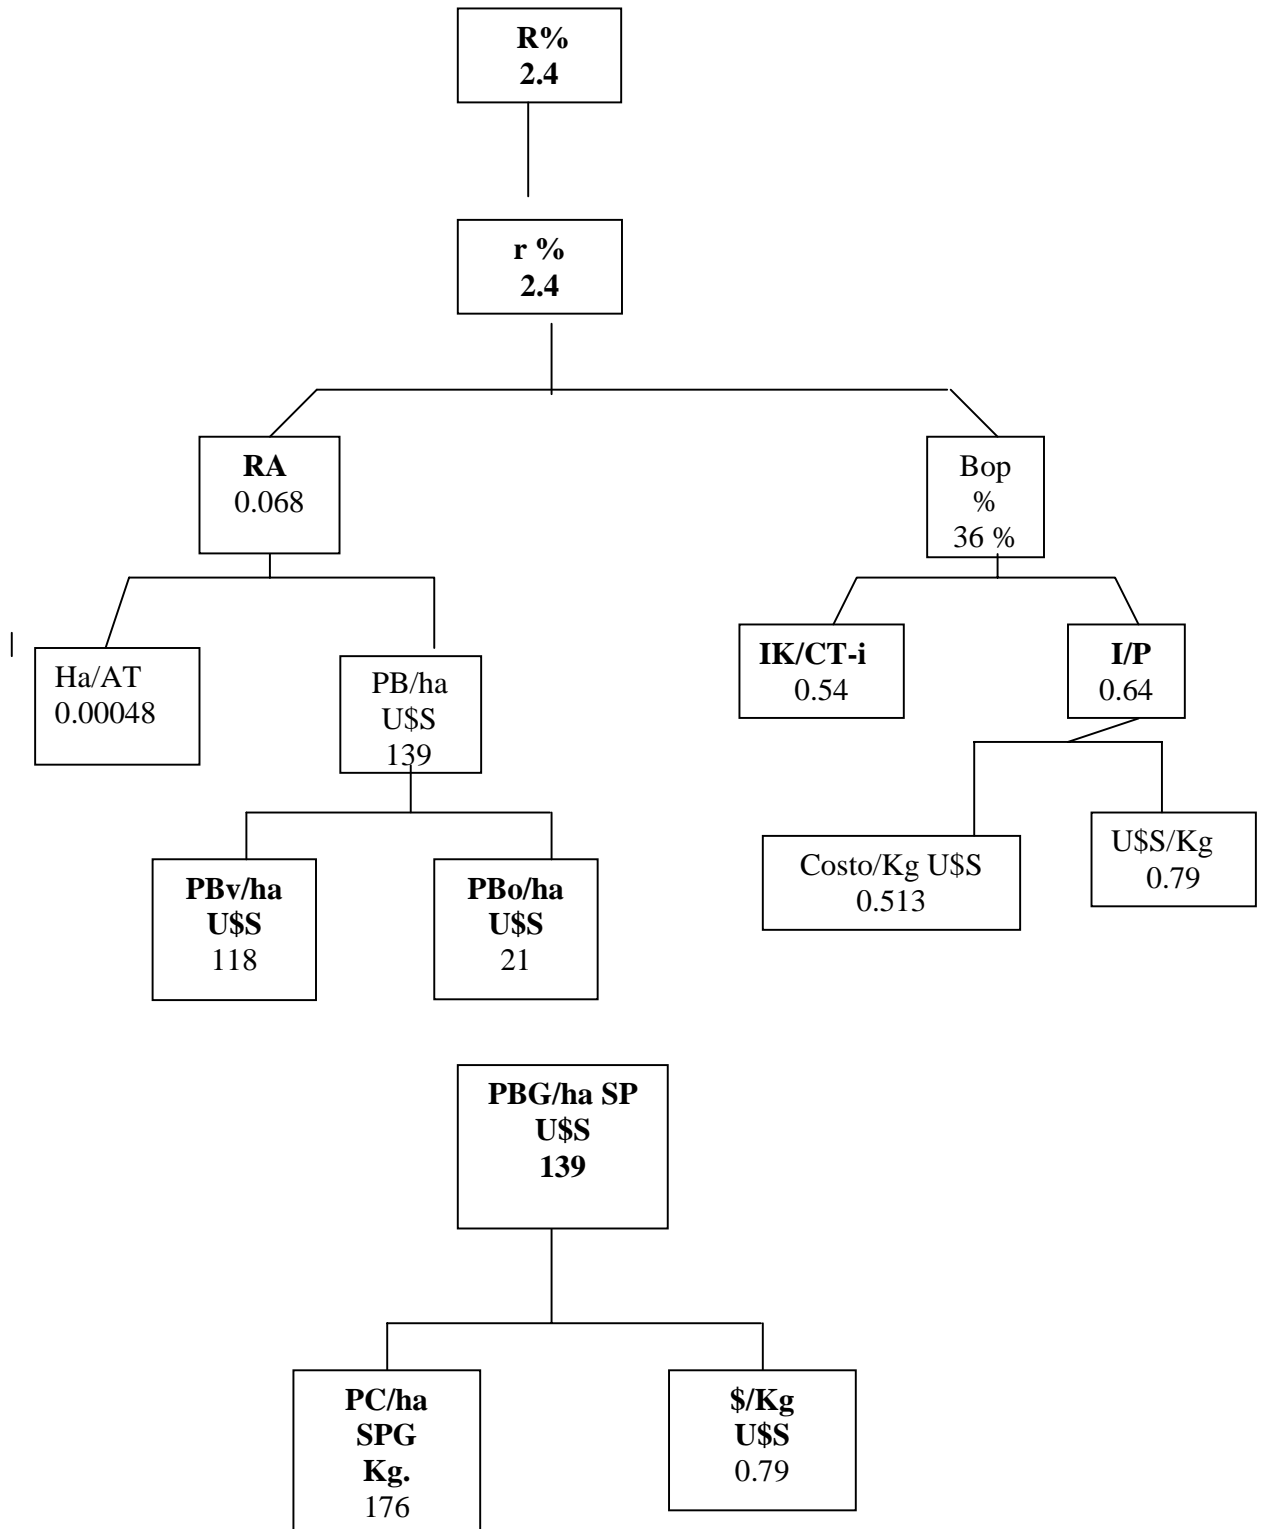 R%
2.4
r %
2.4
RA
0.068
Bop
%
36 %
Ha/AT
0.00048
PB/ha
U$S
139
IK/CT-i
0.54
I/P
0.64
PBv/ha
U$S
118
PBo/ha
U$S
21
Costo/Kg U$S
0.513
U$S/Kg
0.79
PBG/ha SP
U$S
139
PC/ha
SPG
Kg.
176
$/Kg
U$S
0.79